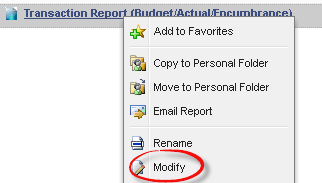 Transaction Report (Budget/Actual/Encumbrance)
Add to Favorites
Copy to Personal Folder
Move to Personal Folder
Email Report
Rename
Modify